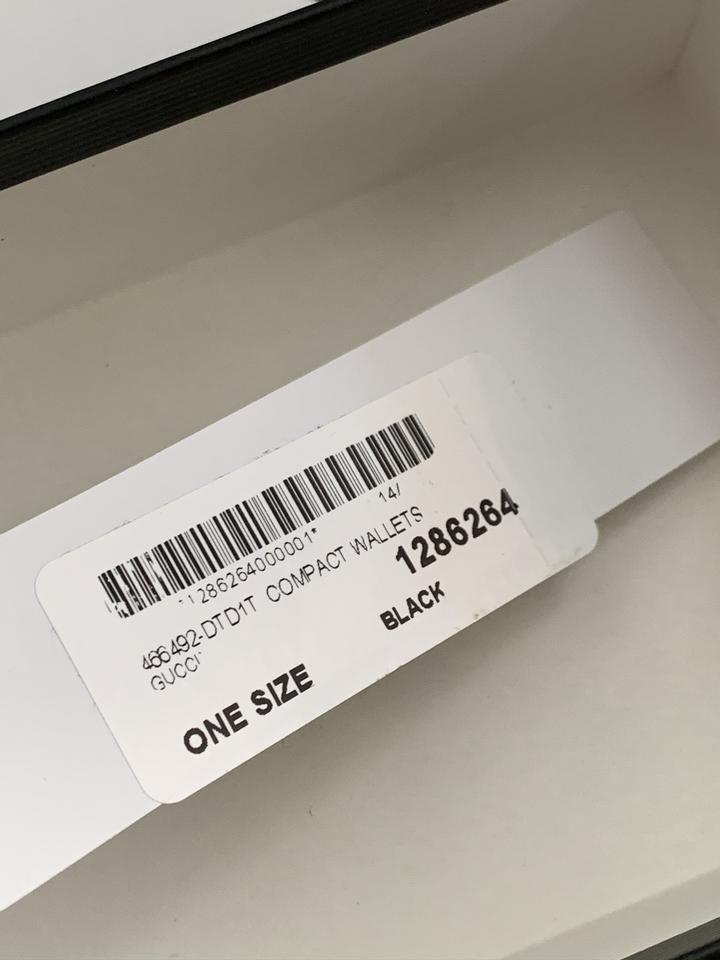 14/
*1286264000001*
466492-DTD1T COMPACT WALLETS
GUCCI
1286264
BLACK
ONE SIZE